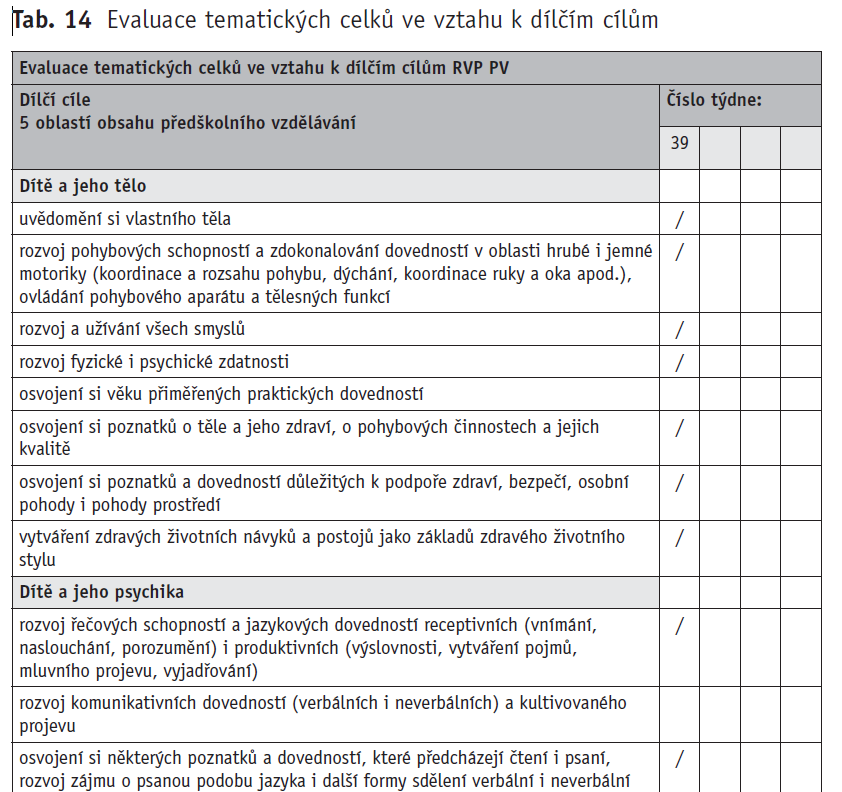 Tab. 14 Evaluace tematických celků ve vztahu k dílčím cílům
Evaluace tematických celků ve vztahu k dílčím cílům RVP PV
Dílčí cíle
5 oblastí obsahu předškolního vzdělávání
Číslo týdne:
39
Dítě a jeho tělo
uvědomění si vlastního těla /
rozvoj pohybových schopností a zdokonalování dovedností v oblasti hrubé i jemné /
motoriky (koordinace a rozsahu pohybu, dýchání, koordinace ruky a oka apod.),
ovládání pohybového aparátu a tělesných funkcí
rozvoj a užívání všech smyslů /
rozvoj fyzické i psychické zdatnosti /
osvojení si věku přiměřených praktických dovedností
osvojení si poznatků o těle a jeho zdraví, o pohybových činnostech a jejich /
kvalitě
osvojení si poznatků a dovedností důležitých k podpoře zdraví, bezpečí, osobní /
pohody i pohody prostředí
vytváření zdravých životních návyků a postojů jako základů zdravého životního /
stylu
Dítě a jeho psychika
rozvoj řečových schopností a jazykových dovedností receptivních (vnímání, /
naslouchání, porozumění) i produktivních (výslovnosti, vytváření pojmů,
mluvního projevu, vyjadřování)
rozvoj komunikativních dovedností (verbálních i neverbálních) a kultivovaného
projevu
osvojení si některých poznatků a dovedností, které předcházejí čtení i psaní, /
rozvoj zájmu o psanou podobu jazyka i další formy sdělení verbální i neverbální